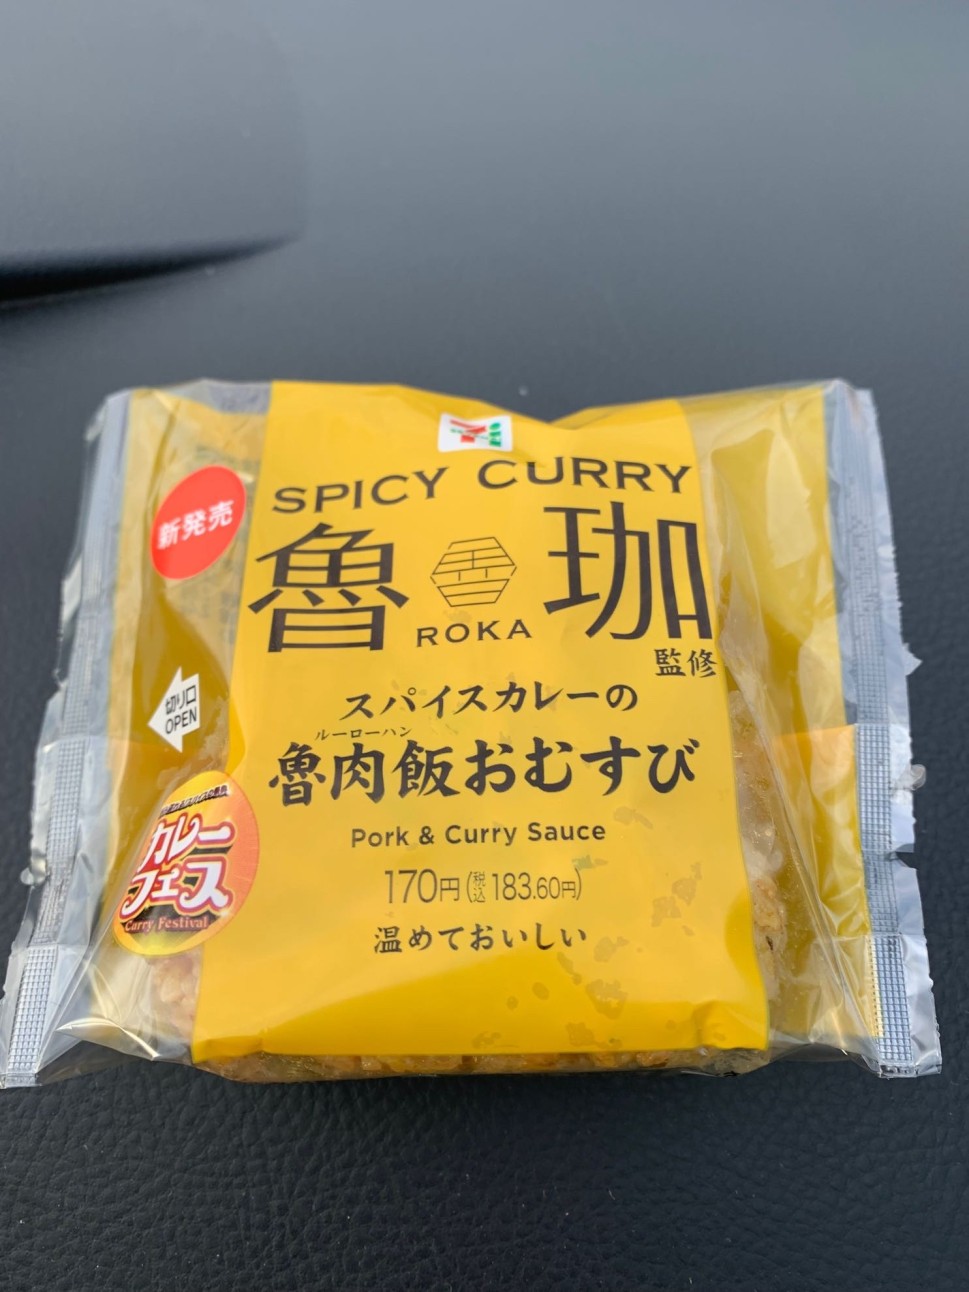 SPICY CURRY
新発売
魯珈
ROKA
監修
切り口
OPEN
スパイスカレーの
ルーローハン
魯肉飯おむすび
カレー
フェス
Curry Festival
Pork & Curry Sauce
170円(税込183.60円)
温めておいしい